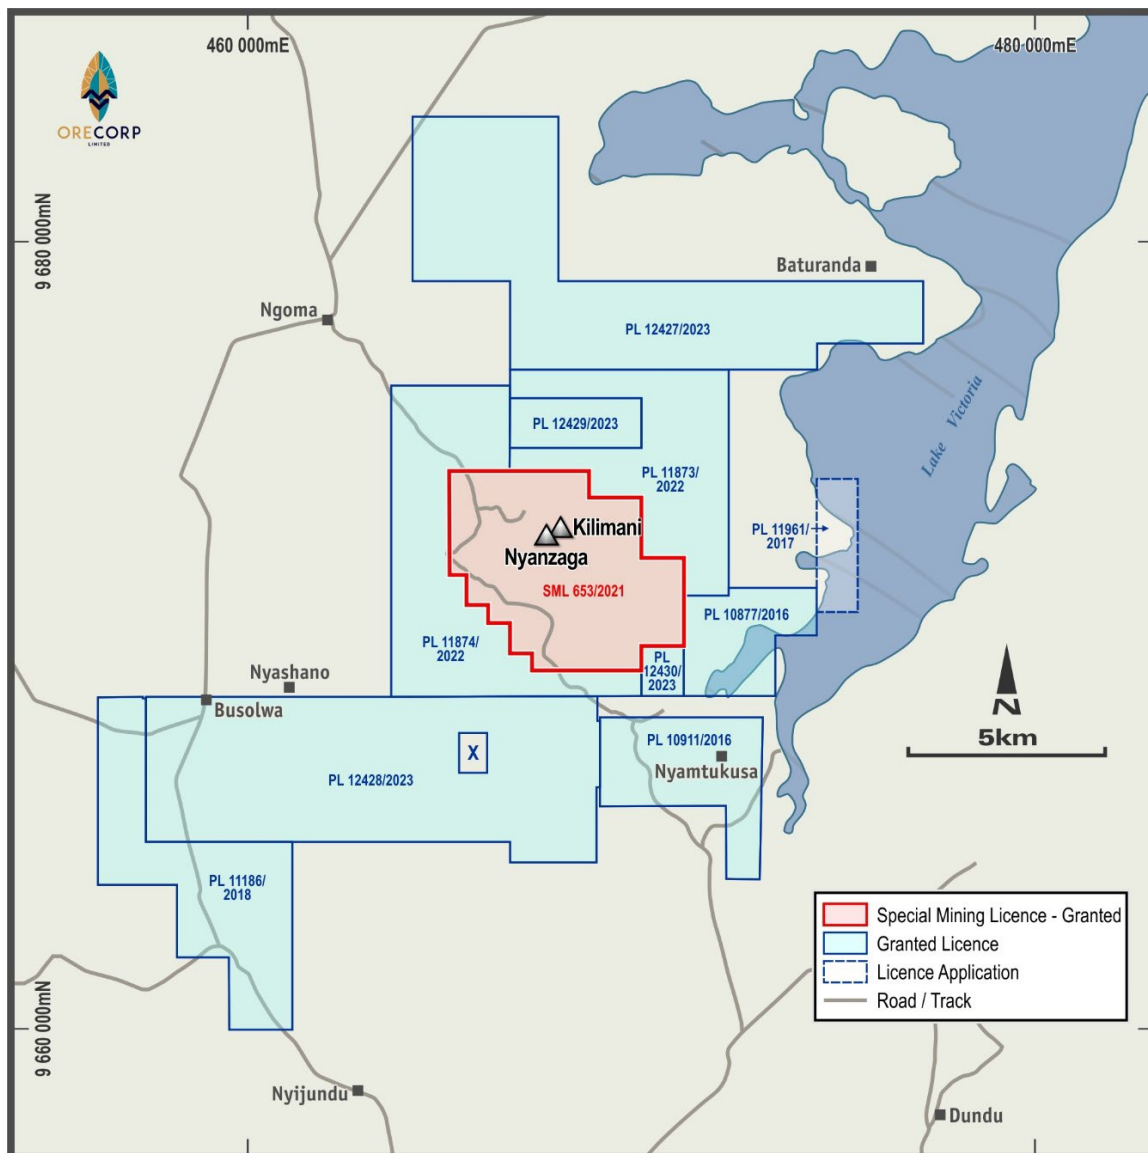 460 000mE
480 000mE
ORECORP
LIMITED
9 680 000mN
Baturanda
Ngoma
PL 12427/2023
Lake Victoria
PL 12429/2023
PL 11873/
2022
PL 11961/
2017
Kilimani
Nyanzaga
SML 653/2021
PL 10877/2016
PL 11874/
2022
PL
12430/
2023
Nyashano
Busolwa
N
5km
PL 10911/2016
X
Nyamtukusa
PL 12428/2023
PL 11186/
2018
Special Mining Licence - Granted
Granted Licence
Licence Application
Road / Track
9 660 000mN
Nyijundu
Dundu